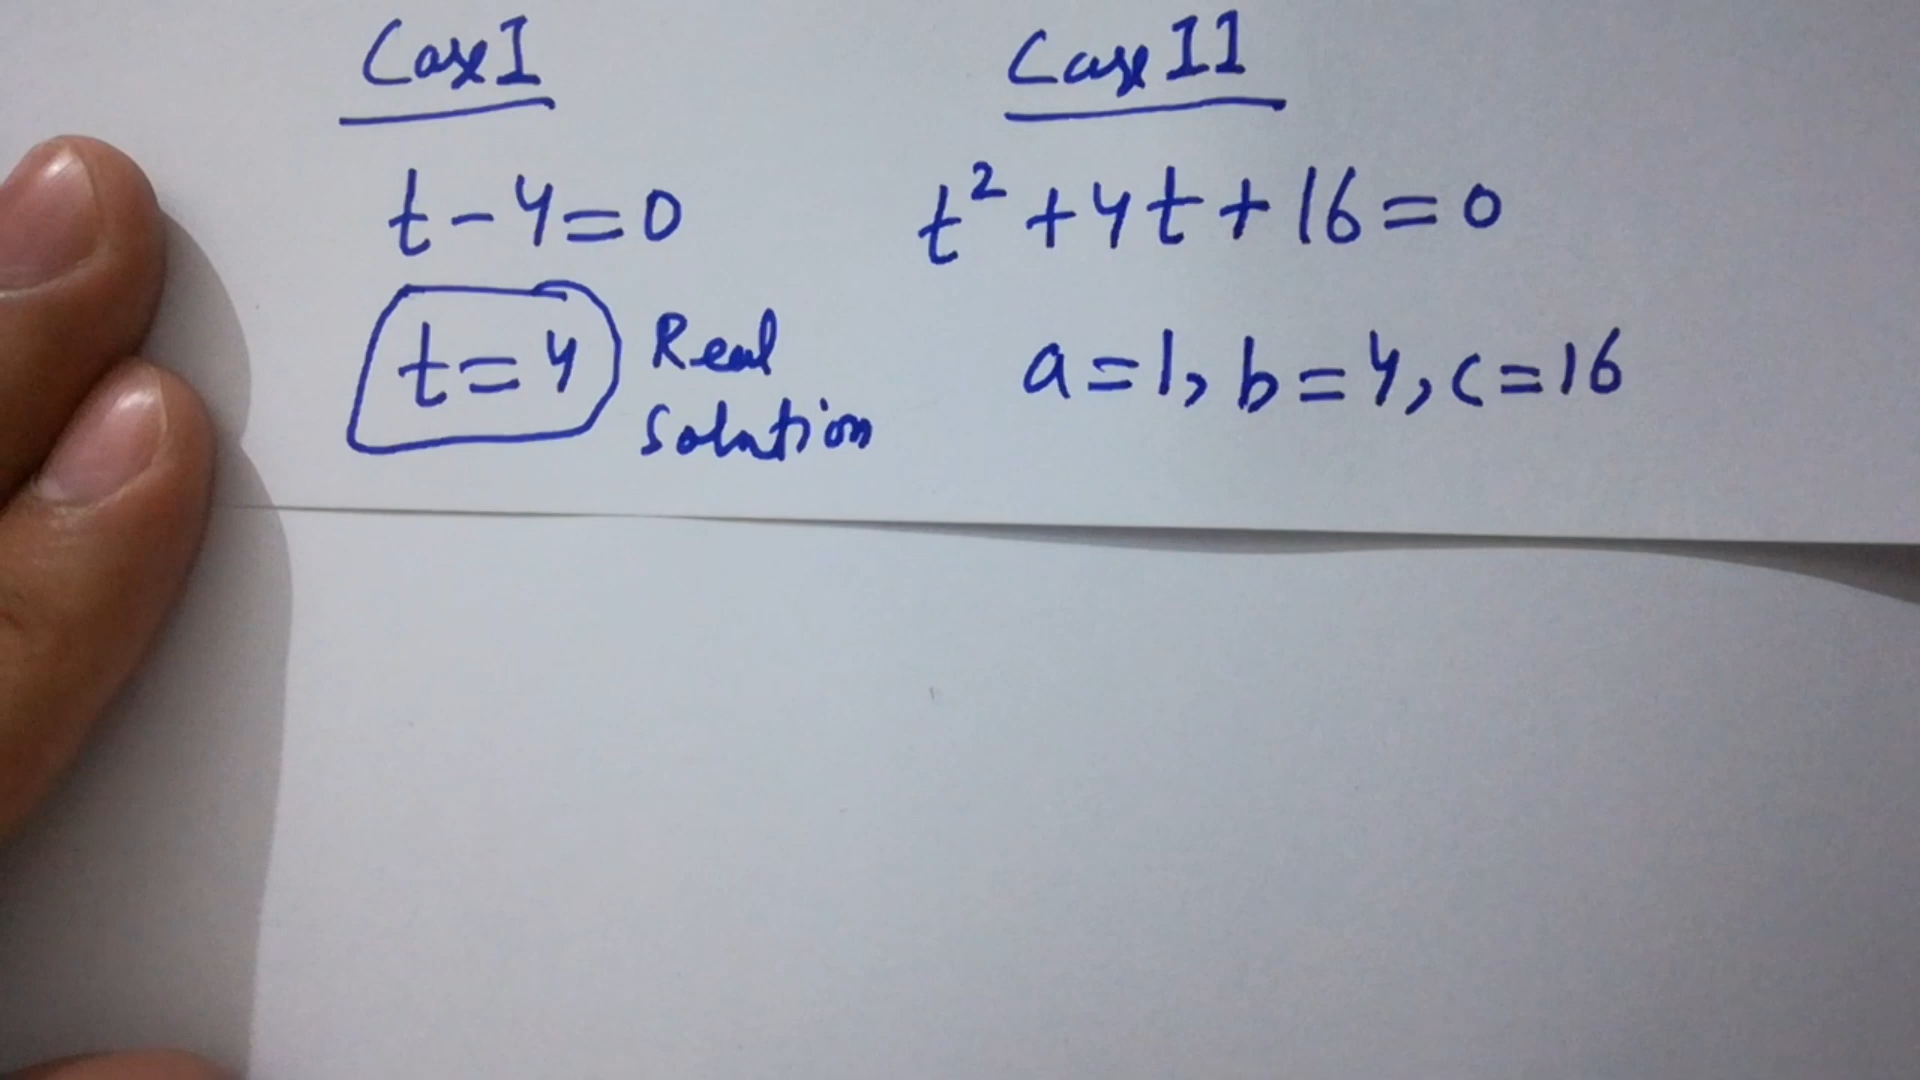 Case I
t - 4 = 0
t = 4 Real
Solution
Case II
t² + 4t + 16 = 0
a = 1, b = 4, c = 16